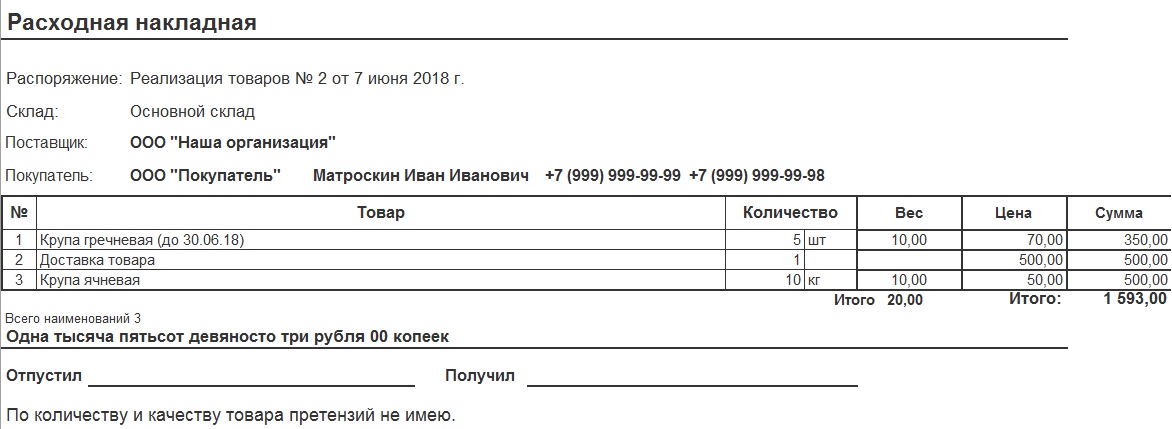 Расходная накладная
Распоряжение: Реализация товаров № 2 от 7 июня 2018 г.
Склад: Основной склад
Поставщик: ООО "Наша организация"
Покупатель: ООО "Покупатель" Матроскин Иван Иванович +7 (999) 999-99-99 +7 (999) 999-99-98
№ Товар Количество Вес Цена Сумма
1 Крупа гречневая (до 30.06.18) 5 шт 10,00 70,00 350,00
2 Доставка товара 1 500,00 500,00
3 Крупа ячневая 10 кг 10,00 50,00 500,00
Итого 20,00 Итого: 1 593,00
Всего наименований 3
Одна тысяча пятьсот девяносто три рубля 00 копеек
Отпустил Получил
По количеству и качеству товара претензий не имею.